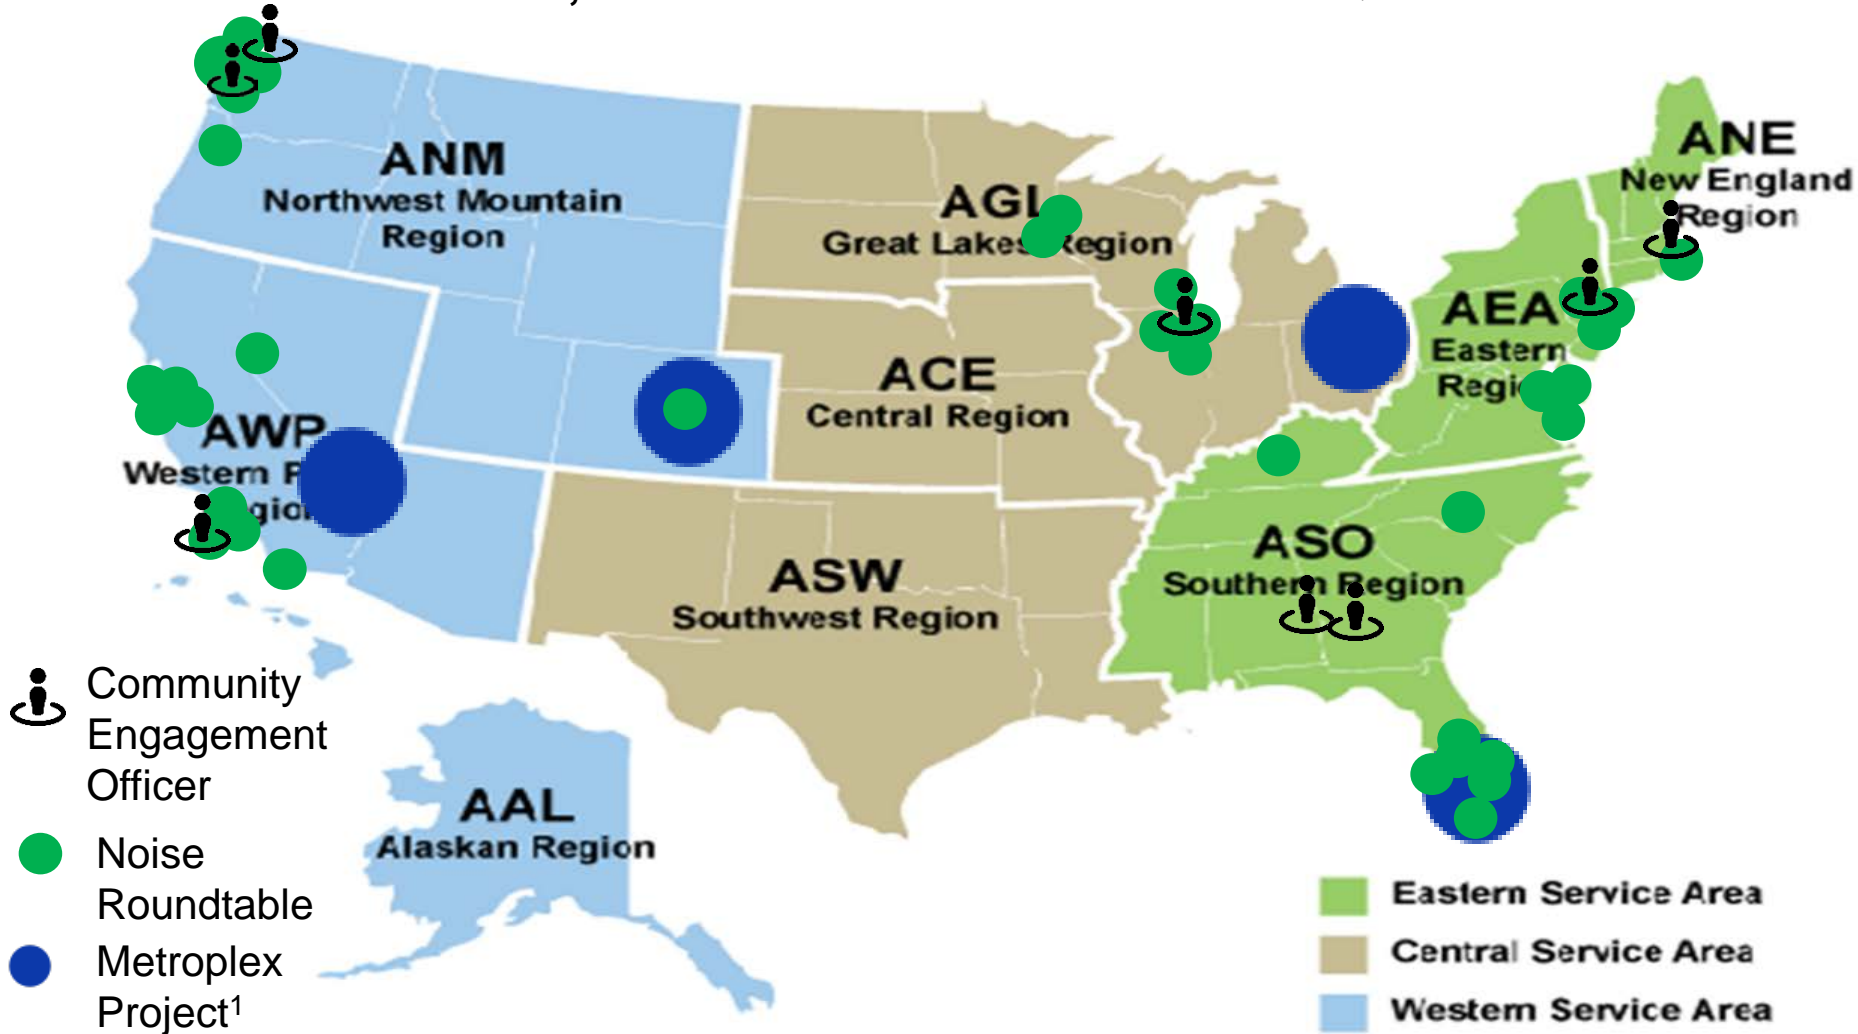 ANM
Northwest Mountain
Region
AGL
Great Lakes Region
ANE
New England
Region
AEA
Eastern
Regi
ACE
Central Region
AWP
Western P
gion
ASW
Southwest Region
ASO
Southern Region
AAL
Alaskan Region
Community
Engagement
Officer
Noise
Roundtable
Metroplex
Project¹
Eastern Service Area
Central Service Area
Western Service Area